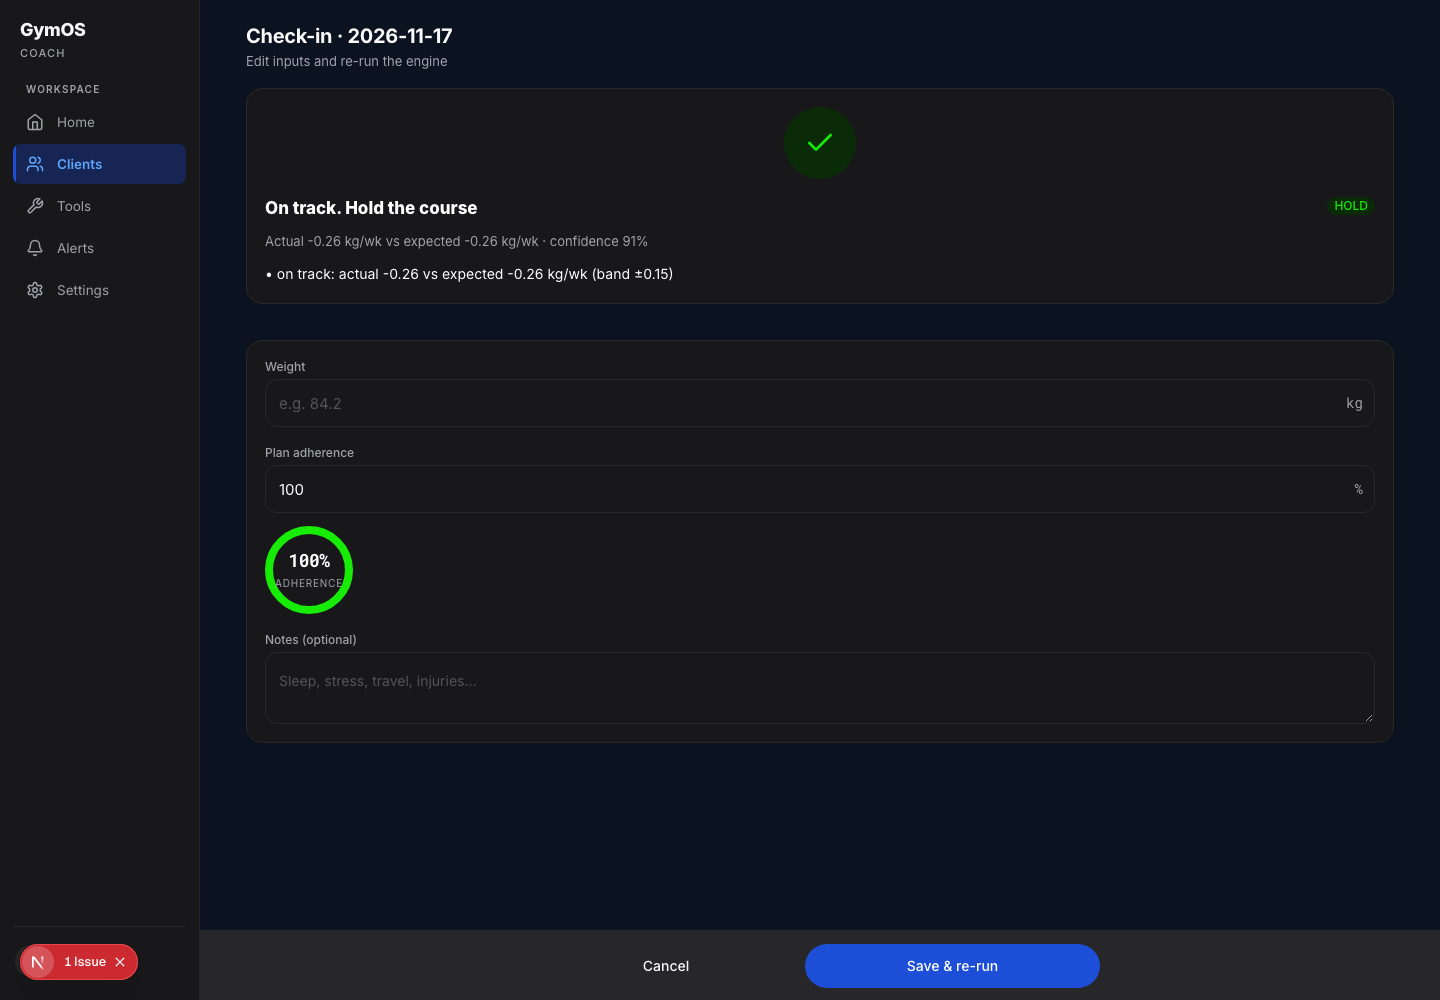 GymOS
COACH
WORKSPACE
Home
Clients
Tools
Alerts
Settings
1 Issue
Check-in · 2026-11-17
Edit inputs and re-run the engine
On track. Hold the course
HOLD
Actual -0.26 kg/wk vs expected -0.26 kg/wk · confidence 91%
• on track: actual -0.26 vs expected -0.26 kg/wk (band ±0.15)
Weight
e.g. 84.2 kg
Plan adherence
100 %
100%
ADHERENCE
Notes (optional)
Sleep, stress, travel, injuries...
Cancel
Save & re-run